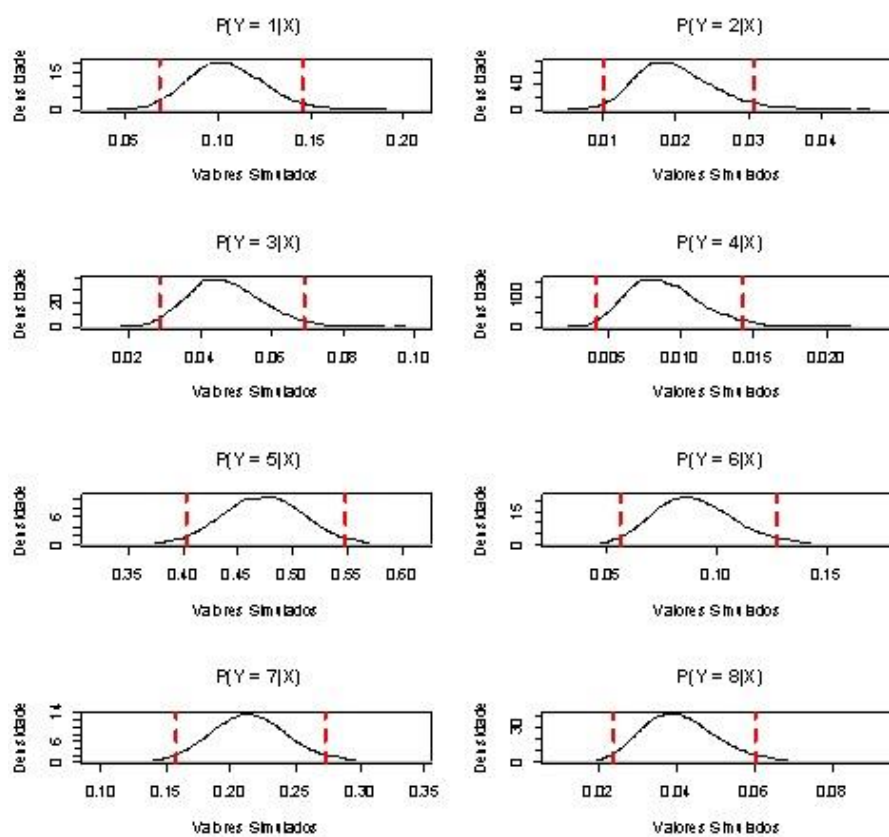 P(Y = 1|X)
Densidade
0 15
0.05 0.10 0.15 0.20
Valores Simulados
P(Y = 2|X)
Densidade
0 40
0.01 0.02 0.03 0.04
Valores Simulados
P(Y = 3|X)
Densidade
0 20
0.02 0.04 0.06 0.08 0.10
Valores Simulados
P(Y = 4|X)
Densidade
0 100
0.005 0.010 0.015 0.020
Valores Simulados
P(Y = 5|X)
Densidade
0 6
0.35 0.40 0.45 0.50 0.55 0.60
Valores Simulados
P(Y = 6|X)
Densidade
0 15
0.05 0.10 0.15
Valores Simulados
P(Y = 7|X)
Densidade
0 6 14
0.10 0.15 0.20 0.25 0.30 0.35
Valores Simulados
P(Y = 8|X)
Densidade
0 30
0.02 0.04 0.06 0.08
Valores Simulados